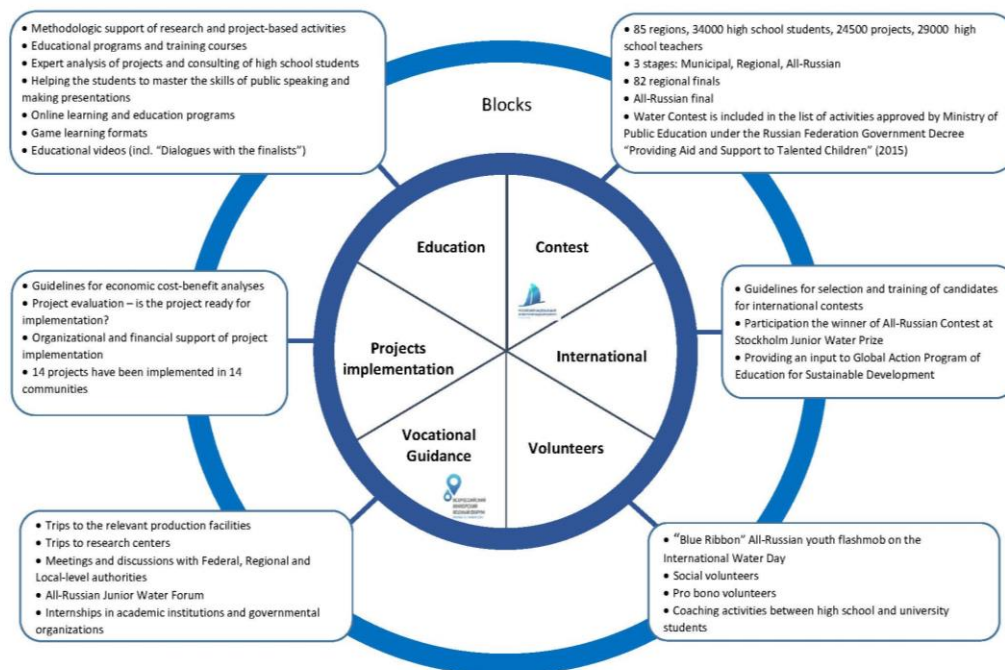 • Methodologic support of research and project-based activities
• Educational programs and training courses
• Expert analysis of projects and consulting of high school students
• Helping the students to master the skills of public speaking and
making presentations
• Online learning and education programs
• Game learning formats
• Educational videos (incl. “Dialogues with the finalists”)
Blocks
• 85 regions, 34000 high school students, 24500 projects, 29000 high
school teachers
• 3 stages: Municipal, Regional, All-Russian
• 82 regional finals
• All-Russian final
• Water Contest is included in the list of activities approved by Ministry of
Public Education under the Russian Federation Government Decree
“Providing Aid and Support to Talented Children” (2015)
Education
Contest
• Guidelines for economic cost-benefit analyses
• Project evaluation – is the project ready for
implementation?
• Organizational and financial support of project
implementation
• 14 projects have been implemented in 14
communities
Projects
implementation
International
• Guidelines for selection and training of candidates
for international contests
• Participation the winner of All-Russian Contest at
Stockholm Junior Water Prize
• Providing an input to Global Action Program of
Education for Sustainable Development
Vocational
Guidance
ВСЕРОССИЙСКИЙ
ЮНИОРСКИЙ
ВОДНЫЙ ФОРУМ
Volunteers
• Trips to the relevant production facilities
• Trips to research centers
• Meetings and discussions with Federal, Regional and
Local-level authorities
• All-Russian Junior Water Forum
• Internships in academic institutions and governmental
organizations
• “Blue Ribbon” All-Russian youth flashmob on the
International Water Day
• Social volunteers
• Pro bono volunteers
• Coaching activities between high school and university
students